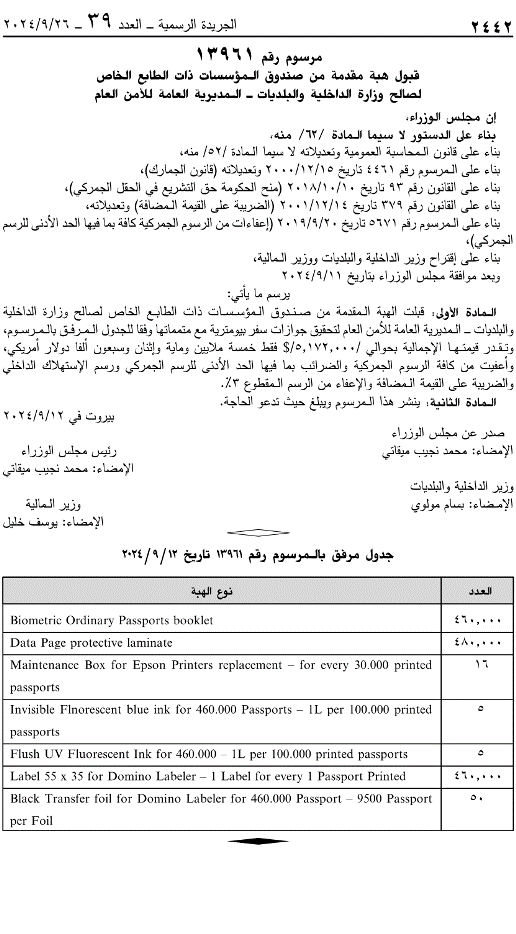 ٢٤٤٢
الجريدة الرسمية ــ العدد ٣٩ ــ ٢٠٢٤/٩/٢٦
مرسوم رقم ١٣٩٦١
قبول هبة مقدمة من صندوق المؤسسات ذات الطابع الخاص
لصالح وزارة الداخلية والبلديات ــ المديرية العامة للأمن العام
إن مجلس الوزراء،
بناء على الدستور لا سيما المادة /٦٢/ منه،
بناء على قانون المحاسبة العمومية وتعديلاته لا سيما المادة /٥٢/ منه،
بناء على المرسوم رقم ٤٤٦١ تاريخ ٢٠٠٠/١٢/١٥ وتعديلاته (قانون الجمارك)،
بناء على القانون رقم ٩٣ تاريخ ٢٠١٨/١٠/١٠ (منح الحكومة حق التشريع في الحقل الجمركي)،
بناء على القانون رقم ٣٧٩ تاريخ ٢٠٠١/١٢/١٤ (الضريبة على القيمة المضافة) وتعديلاته،
بناء على المرسوم رقم ٥٦٧١ تاريخ ٢٠١٩/٩/٢٠ (إعفاءات من الرسوم الجمركية كافة بما فيها الحد الأدنى للرسم
الجمركي)،
بناء على إقتراح وزير الداخلية والبلديات ووزير المالية،
وبعد موافقة مجلس الوزراء بتاريخ ٢٠٢٤/٩/١١
يرسم ما يأتي:
المادة الأولى: قبلت الهبة المقدمة من صندوق المؤسسات ذات الطابع الخاص لصالح وزارة الداخلية
والبلديات ــ المديرية العامة للأمن العام لتحقيق جوازات سفر بيومترية مع متمماتها وفقا للجدول المرفق بالمرسوم،
وتقدر قيمتها الإجمالية بحوالي /٥,١٧٢,٠٠٠/$ فقط خمسة ملايين وماية وإثنان وسبعون ألفا دولار أمريكي،
وأعفيت من كافة الرسوم الجمركية والضرائب بما فيها الحد الأدنى للرسم الجمركي ورسم الإستهلاك الداخلي
والضريبة على القيمة المضافة والإعفاء من الرسم المقطوع ٣٪.
المادة الثانية: ينشر هذا المرسوم ويبلغ حيث تدعو الحاجة.
بيروت في ٢٠٢٤/٩/١٢
صدر عن مجلس الوزراء
رئيس مجلس الوزراء
الإمضاء: محمد نجيب ميقاتي
الإمضاء: محمد نجيب ميقاتي
وزير الداخلية والبلديات
الإمضاء: بسام مولوي
وزير المالية
الإمضاء: يوسف خليل
جدول مرفق بالمرسوم رقم ١٣٩٦١ تاريخ ٢٠٢٤/٩/١٢
العدد
نوع الهبة
٤٦٠,٠٠٠
Biometric Ordinary Passports booklet
٤٨٠,٠٠٠
Data Page protective laminate
١٦
Maintenance Box for Epson Printers replacement – for every 30.000 printed
passports
٥
Invisible Flnorescent blue ink for 460.000 Passports – 1L per 100.000 printed
passports
٥
Flush UV Fluorescent Ink for 460.000 – 1L per 100.000 printed passports
٤٦٠,٠٠٠
Label 55 x 35 for Domino Labeler – 1 Label for every 1 Passport Printed
٥٠
Black Transfer foil for Domino Labeler for 460.000 Passport – 9500 Passport
per Foil